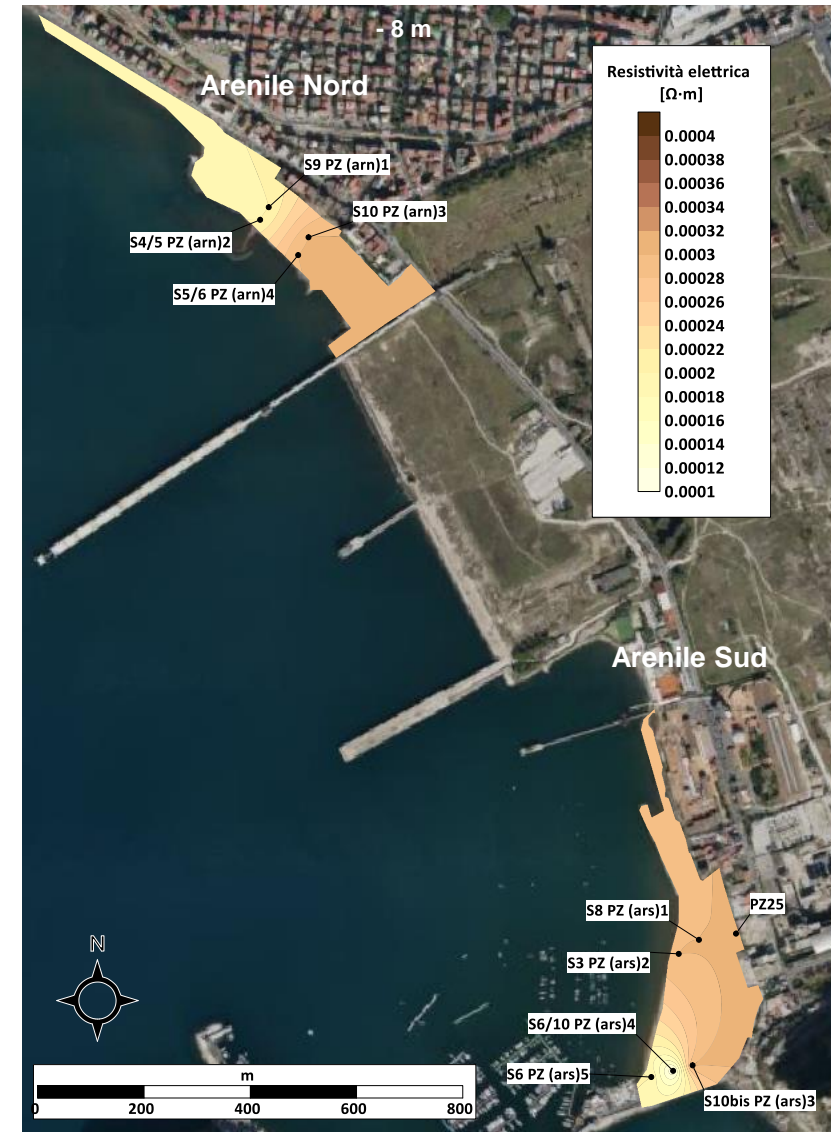 - 8 m
Arenile Nord
Resistività elettrica
[Ω·m]
0.0004
0.00038
0.00036
0.00034
0.00032
0.0003
0.00028
0.00026
0.00024
0.00022
0.0002
0.00018
0.00016
0.00014
0.00012
0.0001
S9 PZ (arn)1
S10 PZ (arn)3
S4/5 PZ (arn)2
S5/6 PZ (arn)4
Arenile Sud
S8 PZ (ars)1
PZ25
S3 PZ (ars)2
S6/10 PZ (ars)4
S6 PZ (ars)5
S10bis PZ (ars)3
N
m
0 200 400 600 800